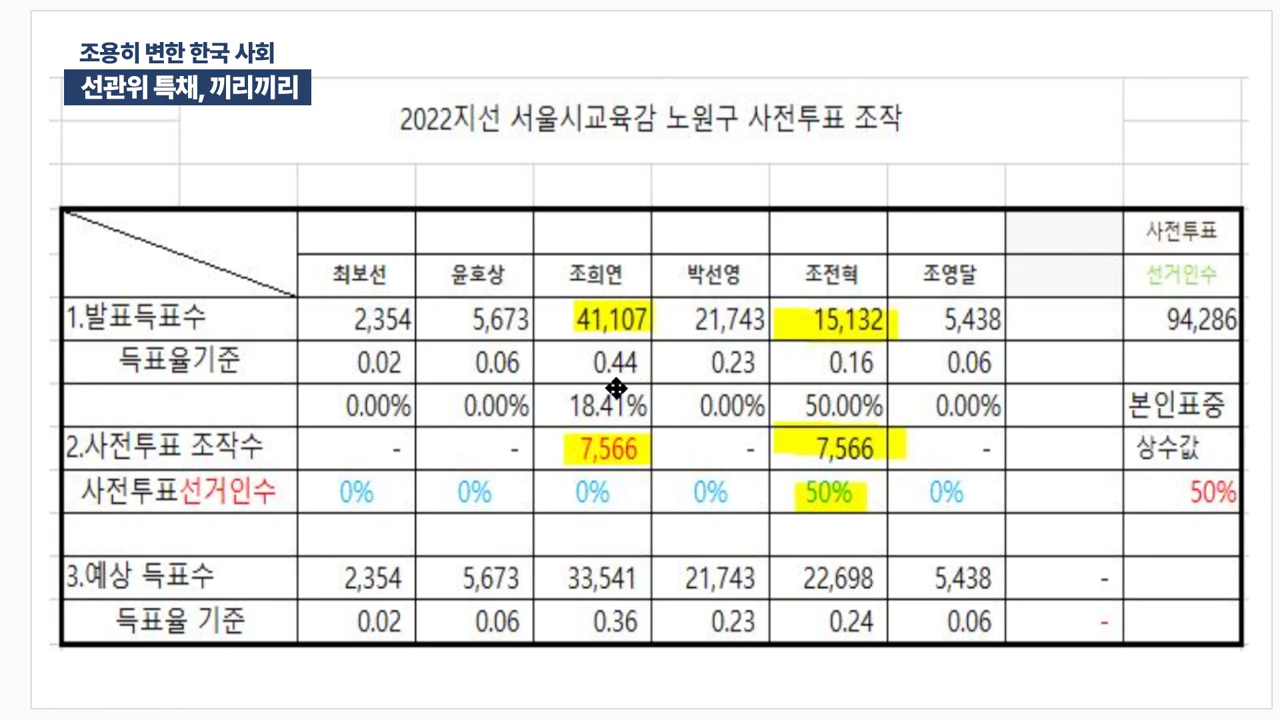 조용히 변한 한국 사회
선관위 특채, 끼리끼리
2022지선 서울시교육감 노원구 사전투표 조작
사전투표
최보선 윤호상 조희연 박선영 조전혁 조영달 선거인수
1.발표득표수 2,354 5,673 41,107 21,743 15,132 5,438 94,286
득표율기준 0.02 0.06 0.44 0.23 0.16 0.06
0.00% 0.00% 18.41% 0.00% 50.00% 0.00% 본인표중
2.사전투표 조작수 - - 7,566 - 7,566 - 상수값
사전투표선거인수 0% 0% 0% 0% 50% 0% 50%
3.예상 득표수 2,354 5,673 33,541 21,743 22,698 5,438 -
득표율 기준 0.02 0.06 0.36 0.23 0.24 0.06 -